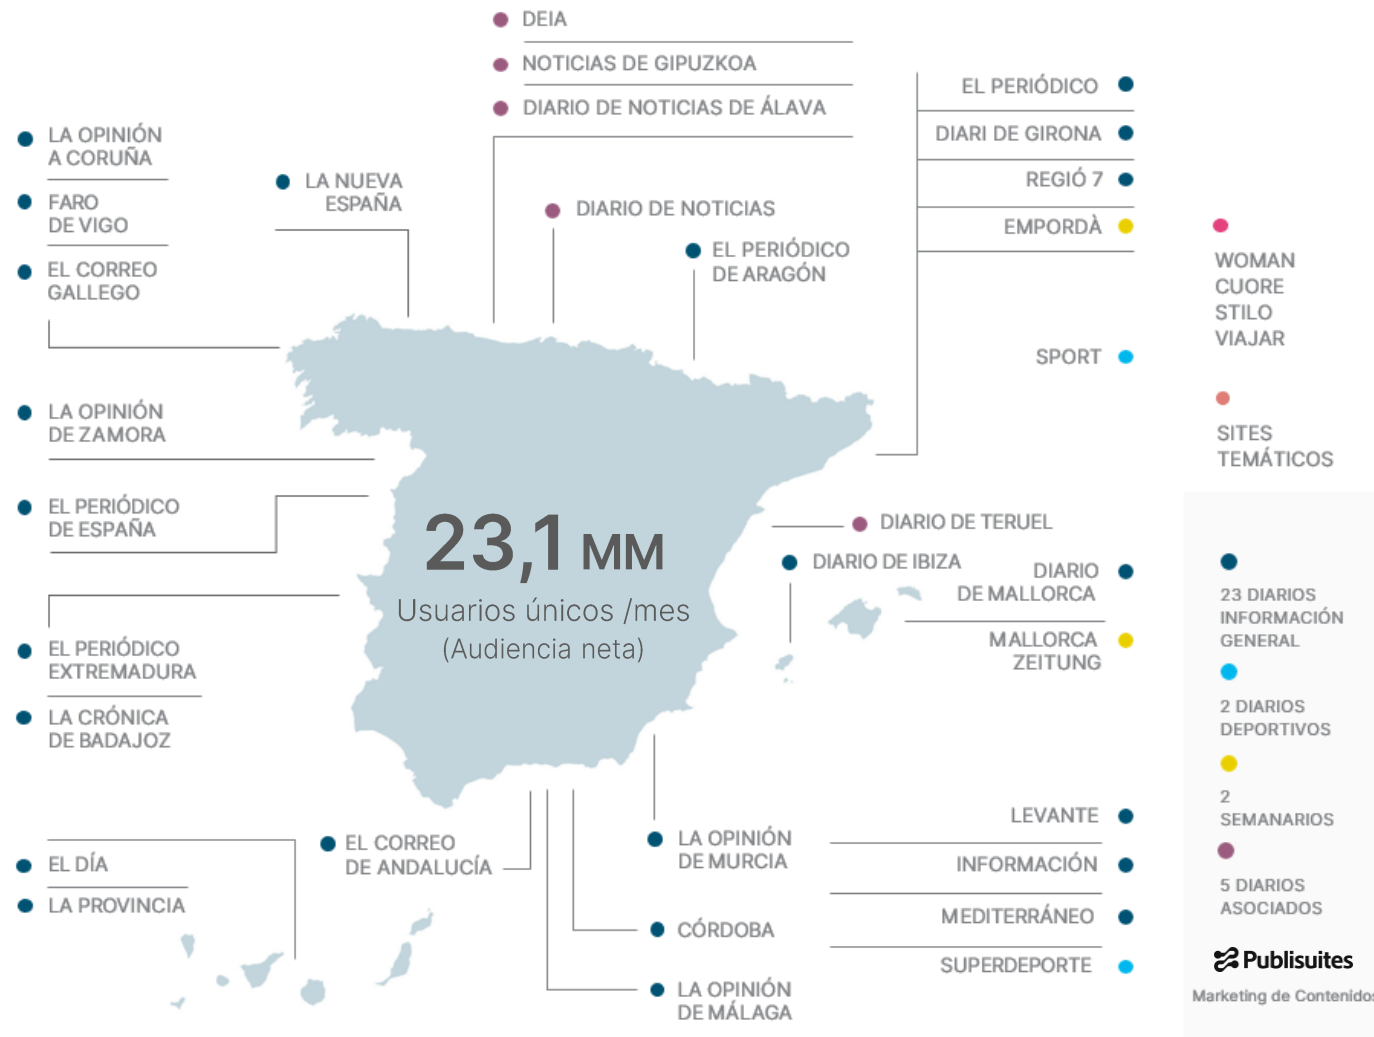 DEIA
NOTICIAS DE GIPUZKOA
DIARIO DE NOTICIAS DE ÁLAVA
LA OPINIÓN
A CORUÑA
FARO
DE VIGO
EL CORREO
GALLEGO
LA NUEVA
ESPAÑA
DIARIO DE NOTICIAS
EL PERIÓDICO
DE ARAGÓN
EL PERIÓDICO
DIARI DE GIRONA
REGIÓ 7
EMPORDÀ
SPORT
WOMAN
CUORE
STILO
VIAJAR
SITES
TEMÁTICOS
LA OPINIÓN
DE ZAMORA
EL PERIÓDICO
DE ESPAÑA
EL PERIÓDICO
EXTREMADURA
LA CRÓNICA
DE BADAJOZ
23,1 MM
Usuarios únicos /mes
(Audiencia neta)
DIARIO DE TERUEL
DIARIO DE IBIZA
DIARIO
DE MALLORCA
MALLORCA
ZEITUNG
EL DÍA
LA PROVINCIA
EL CORREO
DE ANDALUCÍA
LA OPINIÓN
DE MURCIA
CÓRDOBA
LA OPINIÓN
DE MÁLAGA
LEVANTE
INFORMACIÓN
MEDITERRÁNEO
SUPERDEPORTE
23 DIARIOS
INFORMACIÓN
GENERAL
2 DIARIOS
DEPORTIVOS
2
SEMANARIOS
5 DIARIOS
ASOCIADOS
Publisuites
Marketing de Contenidos